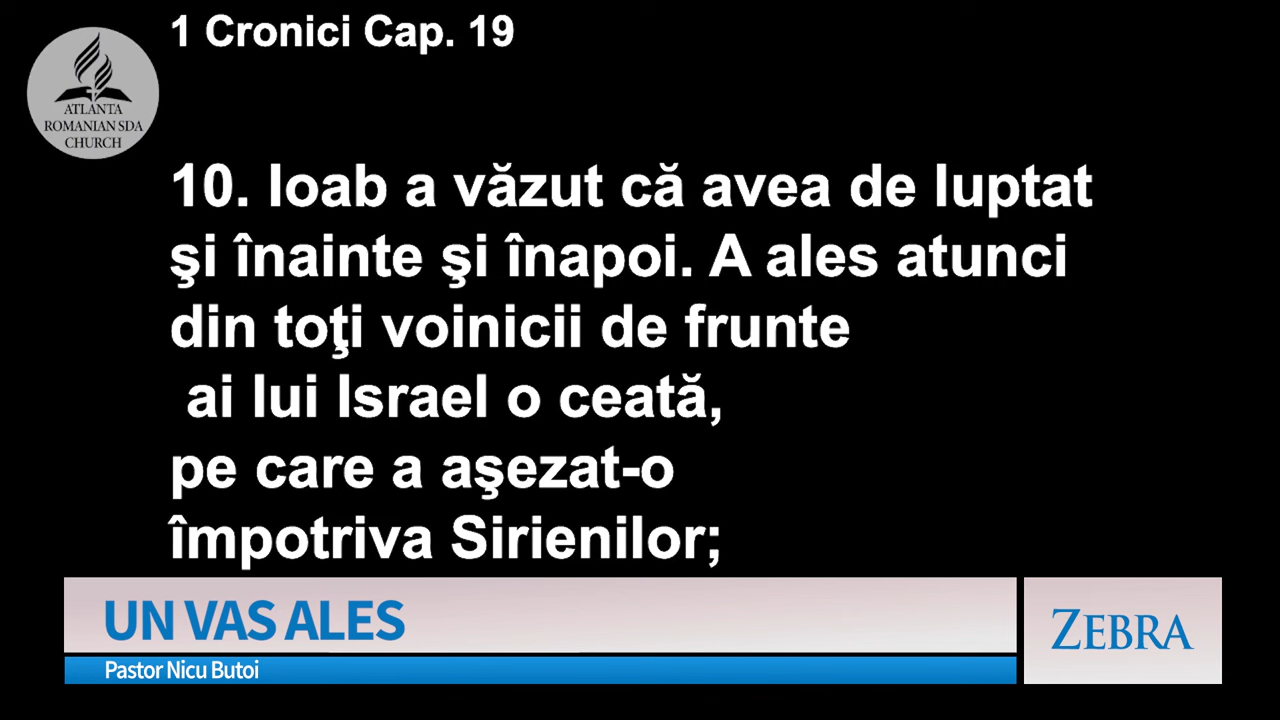 1 Cronici Cap. 19
ATLANTA
ROMANIAN SDA
CHURCH
10. Ioab a văzut că avea de luptat
şi înainte şi înapoi. A ales atunci
din toţi voinicii de frunte
ai lui Israel o ceată,
pe care a aşezat-o
împotriva Sirienilor;
UN VAS ALES
Pastor Nicu Butoi
ZEBRA